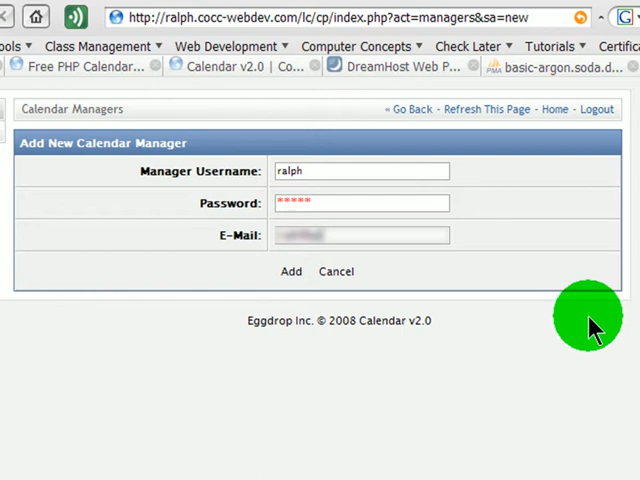 http://ralph.cocc-webdev.com/lc/cp/index.php?act=managers&sa=new
ools Class Management Web Development Computer Concepts Check Later Tutorials Certifica
Free PHP Calendar... Calendar v2.0 | Co... DreamHost Web P... PMA basic-argon.soda.d...
Calendar Managers « Go Back - Refresh This Page - Home - Logout
Add New Calendar Manager
Manager Username: ralph
Password: *****
E-Mail:
Add Cancel
Eggdrop Inc. © 2008 Calendar v2.0